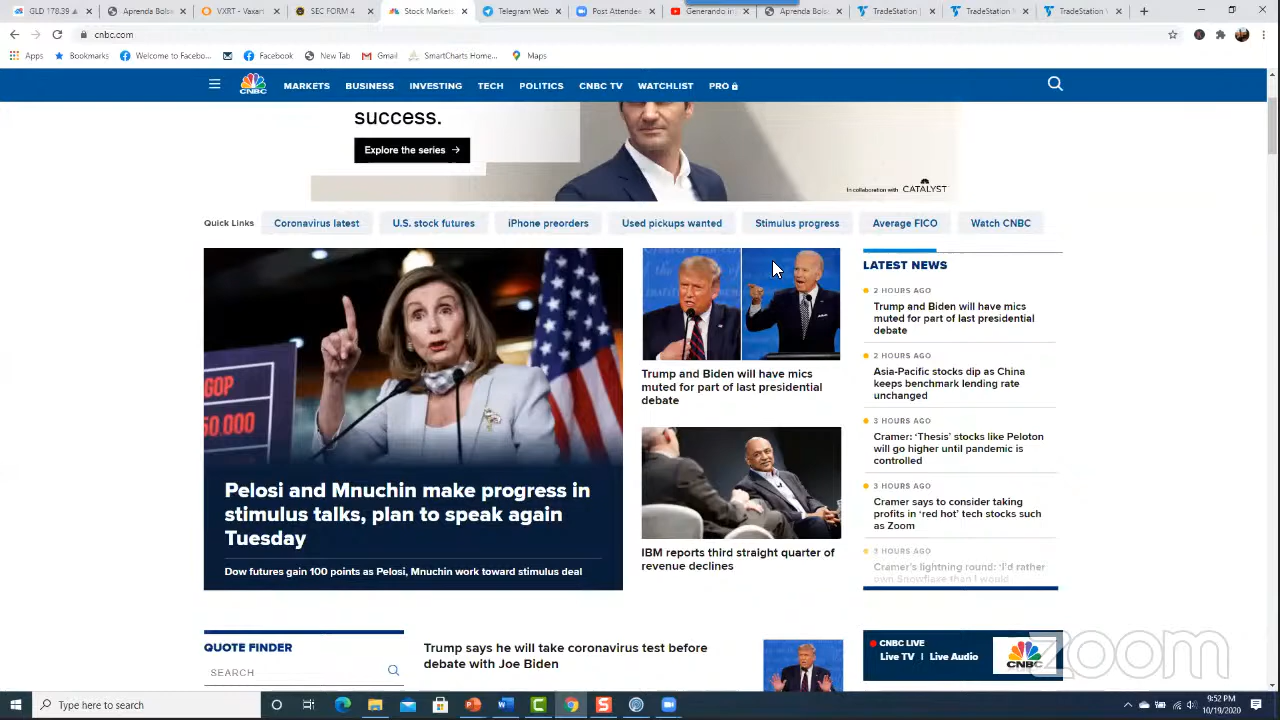 GLD 178.39
Aprenda Bols
VXRT – Vaxart
SEC FORM 4
Stock Markets
Telegram Web
Post Attendee
Generando in
Aprenda Bols
TradeStation
TradeStation
TradeStation
cnbc.com
Apps
Bookmarks
Welcome to Facebo...
Facebook
New Tab
Gmail
SmartCharts Home...
Maps
CNBC
MARKETS
BUSINESS
INVESTING
TECH
POLITICS
CNBC TV
WATCHLIST
PRO
success.
Explore the series →
In collaboration with CATALYST
Quick Links
Coronavirus latest
U.S. stock futures
iPhone preorders
Used pickups wanted
Stimulus progress
Average FICO
Watch CNBC
GOP
Pelosi and Mnuchin make progress in
stimulus talks, plan to speak again
Tuesday
Dow futures gain 100 points as Pelosi, Mnuchin work toward stimulus deal
Trump and Biden will have mics
muted for part of last presidential
debate
IBM reports third straight quarter of
revenue declines
LATEST NEWS
2 HOURS AGO
Trump and Biden will have mics
muted for part of last presidential
debate
2 HOURS AGO
Asia-Pacific stocks dip as China
keeps benchmark lending rate
unchanged
3 HOURS AGO
Cramer: ‘Thesis’ stocks like Peloton
will go higher until pandemic is
controlled
3 HOURS AGO
Cramer says to consider taking
profits in ‘red hot’ tech stocks such
as Zoom
3 HOURS AGO
Cramer’s lightning round: ‘I’d rather
own Snowflake than I would
QUOTE FINDER
SEARCH
Trump says he will take coronavirus test before
debate with Joe Biden
CNBC LIVE
Live TV | Live Audio
CNBC
zoom
Type here to search
9:52 PM
10/19/2020